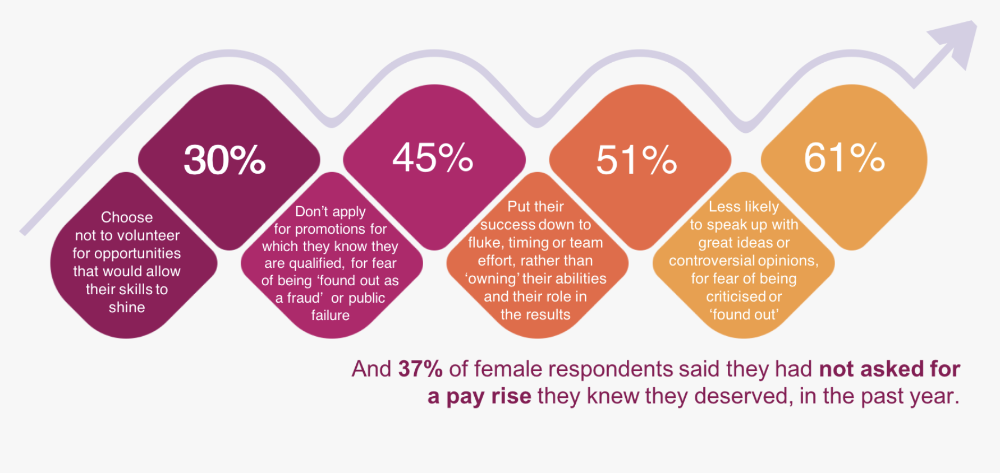 30%
Choose
not to volunteer
for opportunities
that would allow
their skills to
shine
45%
Don’t apply
for promotions for
which they know they
are qualified, for fear
of being ‘found out as
a fraud’ or public
failure
51%
Put their
success down to
fluke, timing or team
effort, rather than
‘owning’ their abilities
and their role in
the results
61%
Less likely
to speak up with
great ideas or
controversial opinions,
for fear of being
criticised or
‘found out’
And 37% of female respondents said they had not asked for
a pay rise they knew they deserved, in the past year.